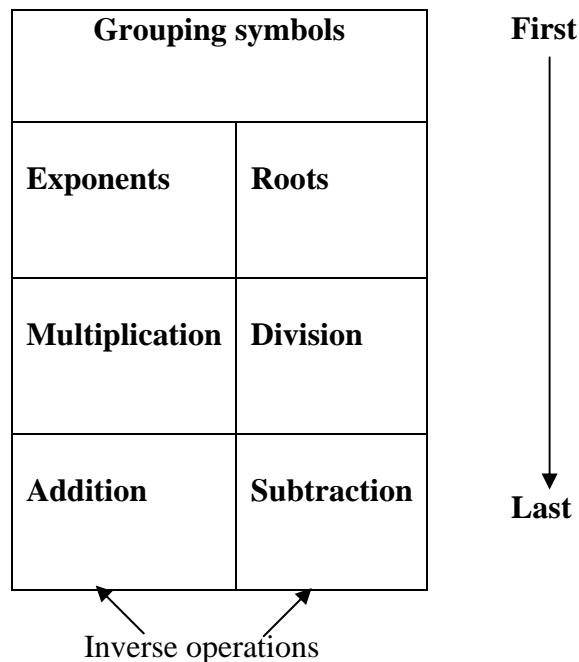 Grouping symbols
First
Exponents Roots
Multiplication Division
Addition Subtraction
Last
Inverse operations